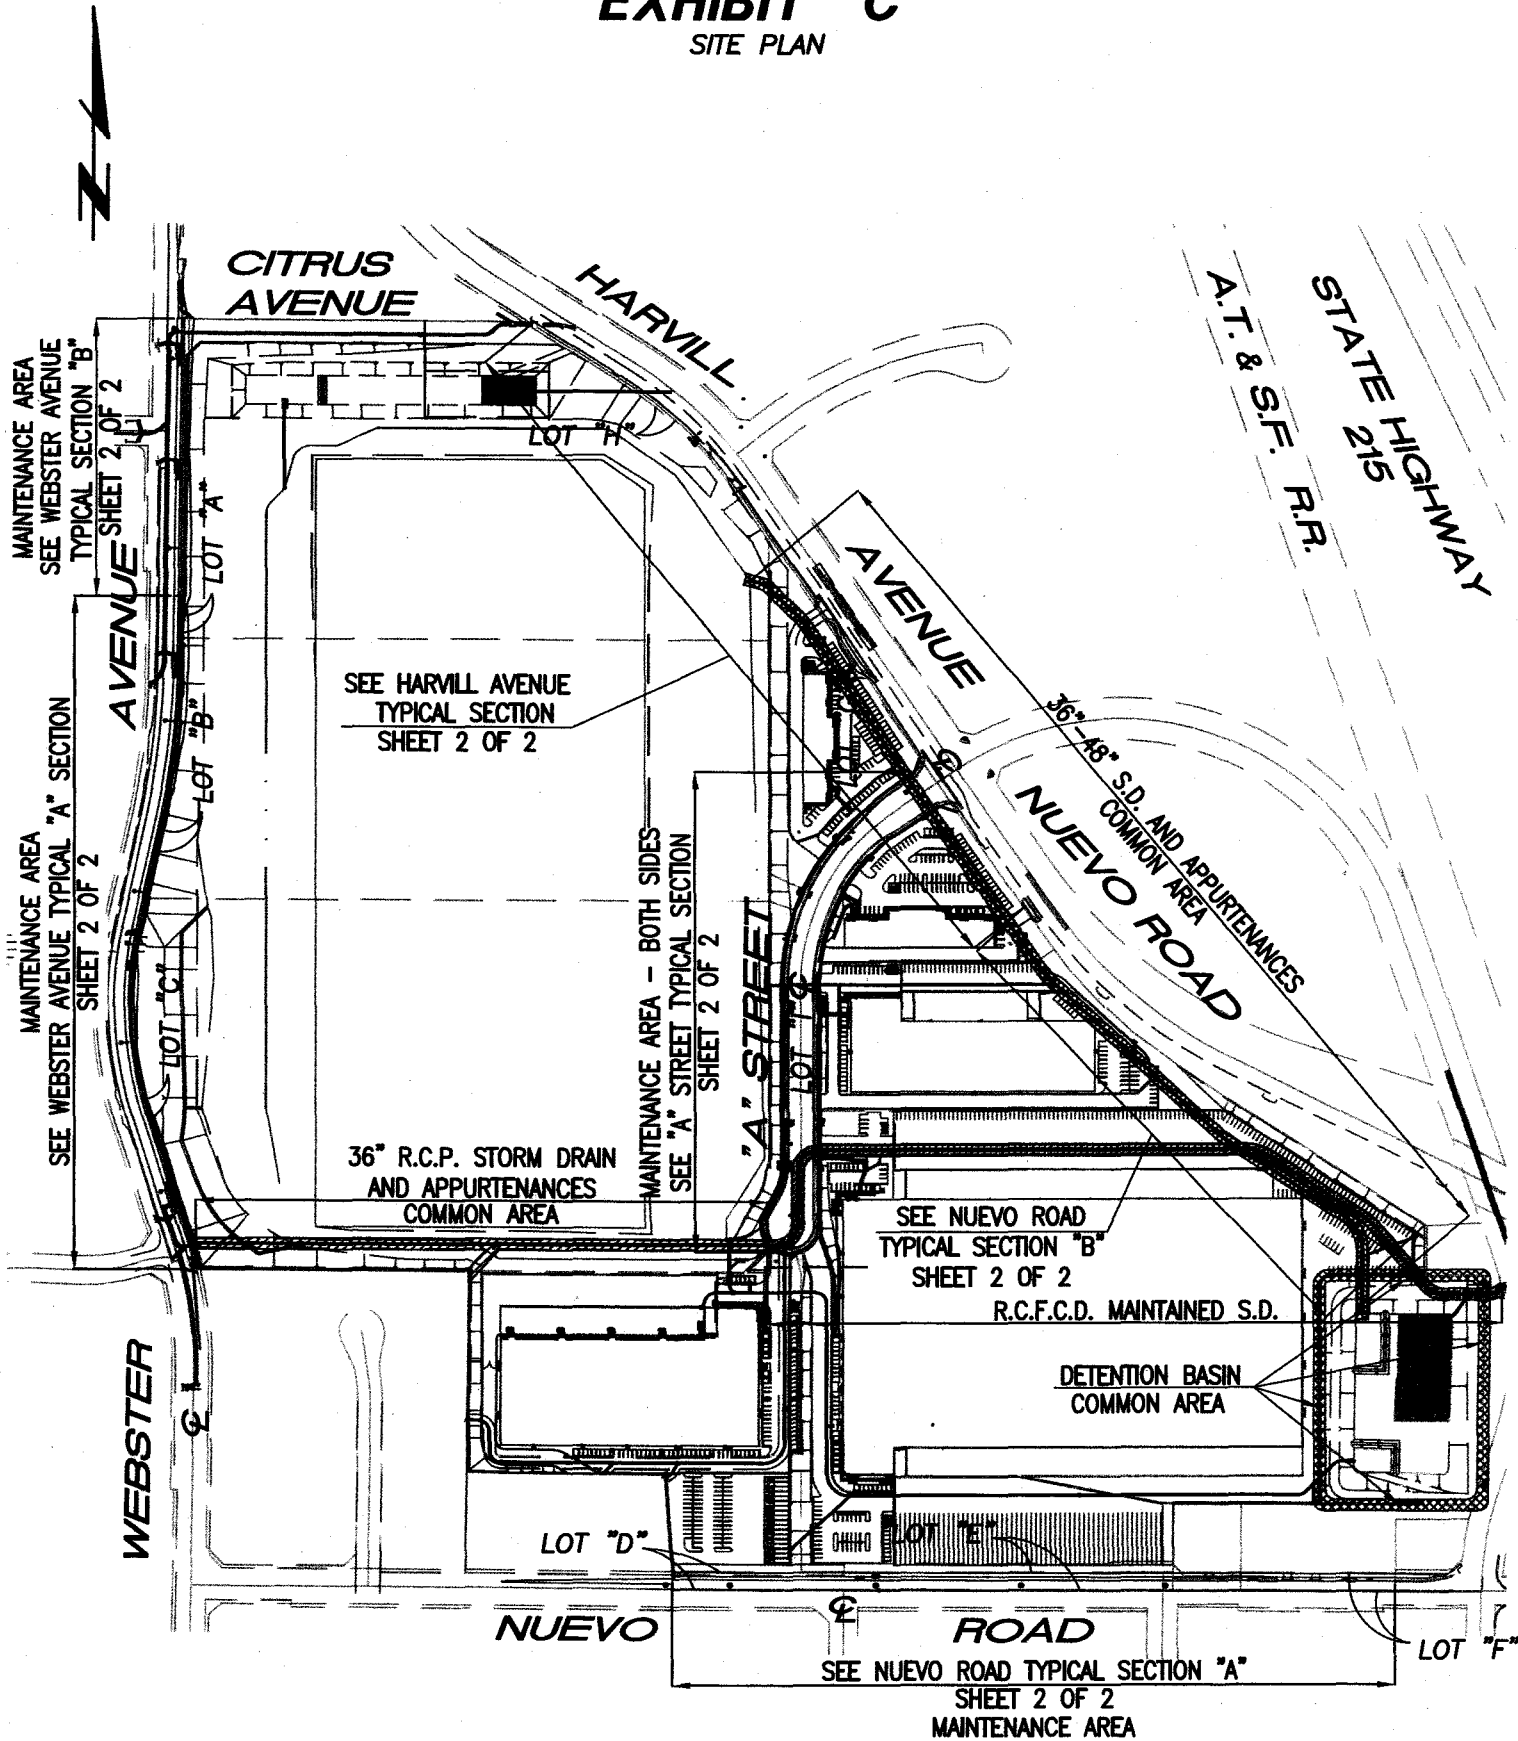 EXHIBIT "C"
SITE PLAN
N
CITRUS
AVENUE
HARVILL
AVENUE
A.T. & S.F. R.R.
STATE HIGHWAY
215
MAINTENANCE AREA
SEE WEBSTER AVENUE
TYPICAL SECTION "B"
SHEET 2 OF 2
LOT "H"
LOT "A"
AVENUE
LOT "B"
SEE HARVILL AVENUE
TYPICAL SECTION
SHEET 2 OF 2
36"-48" S.D. AND APPURTENANCES
COMMON AREA
NUEVO ROAD
MAINTENANCE AREA
SEE WEBSTER AVENUE TYPICAL "A" SECTION
SHEET 2 OF 2
LOT "C"
MAINTENANCE AREA - BOTH SIDES
SEE "A" STREET TYPICAL SECTION
SHEET 2 OF 2
"A" STREET
36" R.C.P. STORM DRAIN
AND APPURTENANCES
COMMON AREA
SEE NUEVO ROAD
TYPICAL SECTION "B"
SHEET 2 OF 2
R.C.F.C.D. MAINTAINED S.D.
DETENTION BASIN
COMMON AREA
WEBSTER
LOT "D"
LOT "E"
NUEVO ROAD
LOT "F"
SEE NUEVO ROAD TYPICAL SECTION "A"
SHEET 2 OF 2
MAINTENANCE AREA